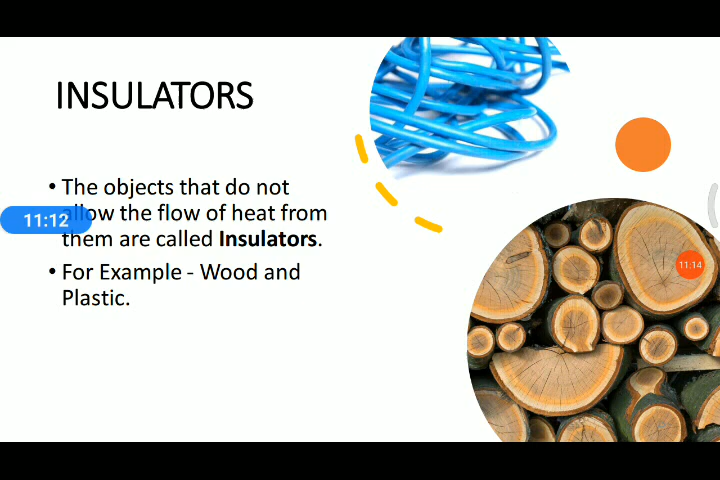 INSULATORS
• The objects that do not
allow the flow of heat from
11:12
them are called Insulators.
• For Example - Wood and
Plastic.
11:14